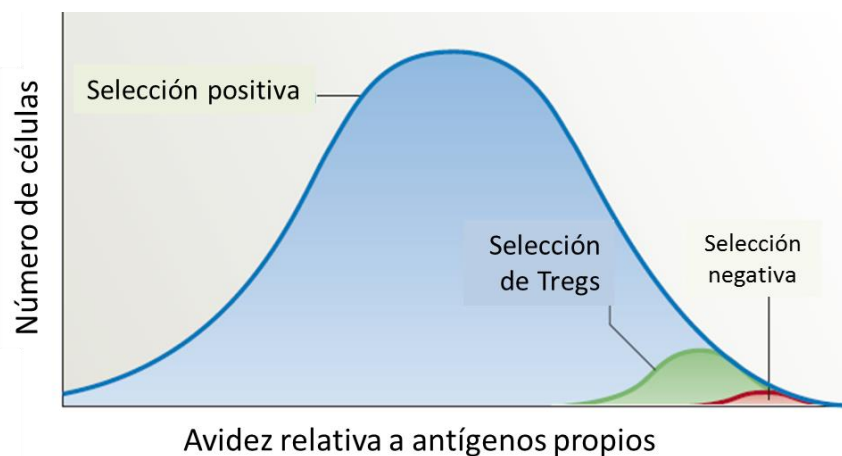 Selección positiva
Número de células
Selección
de Tregs
Selección
negativa
Avidez relativa a antígenos propios